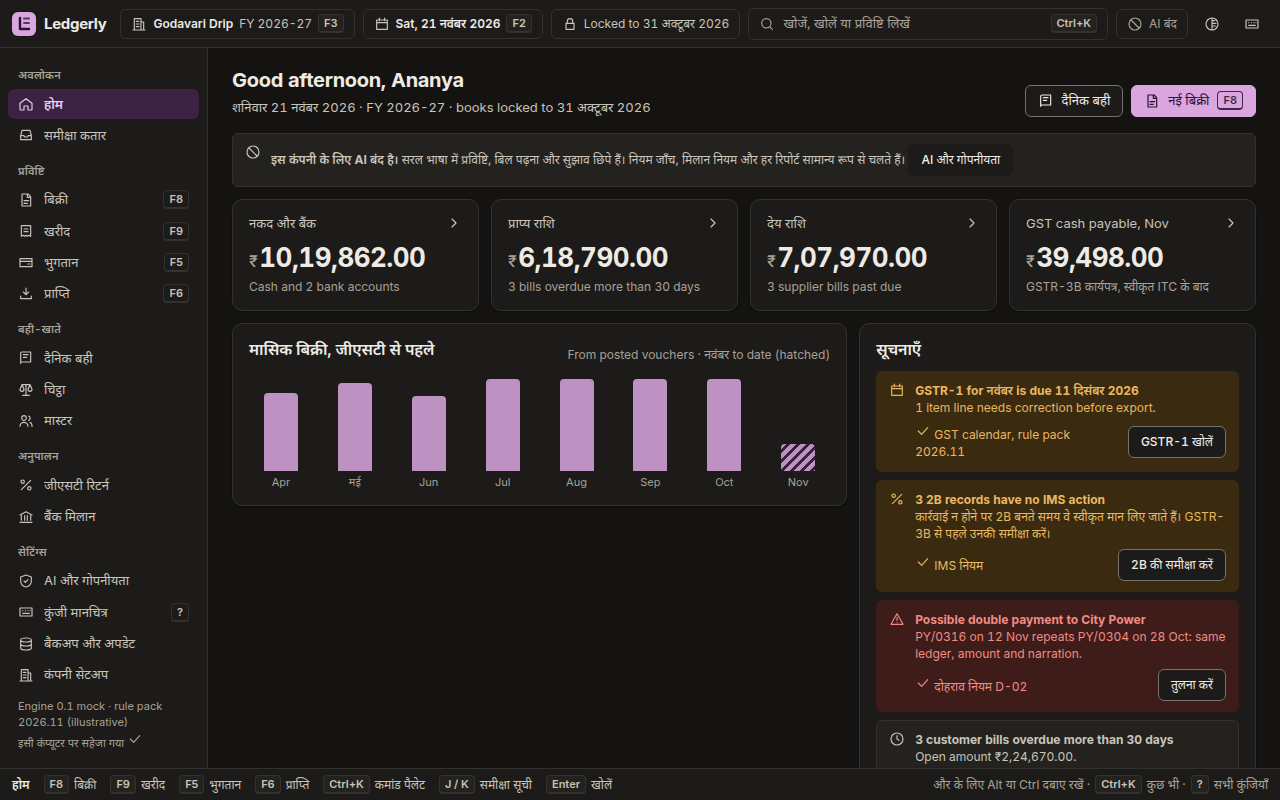 Ledgerly
Godavari Drip FY 2026-27 F3
Sat, 21 नवंबर 2026 F2
Locked to 31 अक्टूबर 2026
खोजें, खोलें या प्रविष्टि लिखें Ctrl+K
AI बंद
अवलोकन
होम
समीक्षा कतार
प्रविष्टि
बिक्री F8
खरीद F9
भुगतान F5
प्राप्ति F6
बही-खाते
दैनिक बही
चिट्ठा
मास्टर
अनुपालन
जीएसटी रिटर्न
बैंक मिलान
सेटिंग्स
AI और गोपनीयता
कुंजी मानचित्र ?
बैकअप और अपडेट
कंपनी सेटअप
Engine 0.1 mock · rule pack
2026.11 (illustrative)
इसी कंप्यूटर पर सहेजा गया
Good afternoon, Ananya
शनिवार 21 नवंबर 2026 · FY 2026-27 · books locked to 31 अक्टूबर 2026
दैनिक बही
नई बिक्री F8
इस कंपनी के लिए AI बंद है। सरल भाषा में प्रविष्टि, बिल पढ़ना और सुझाव छिपे हैं। नियम जाँच, मिलान नियम और हर रिपोर्ट सामान्य रूप से चलते हैं। AI और गोपनीयता
नकद और बैंक
₹10,19,862.00
Cash and 2 bank accounts
प्राप्य राशि
₹6,18,790.00
3 bills overdue more than 30 days
देय राशि
₹7,07,970.00
3 supplier bills past due
GST cash payable, Nov
₹39,498.00
GSTR-3B कार्यपत्र, स्वीकृत ITC के बाद
मासिक बिक्री, जीएसटी से पहले
From posted vouchers · नवंबर to date (hatched)
Apr मई Jun Jul Aug Sep Oct Nov
सूचनाएँ
GSTR-1 for नवंबर is due 11 दिसंबर 2026
1 item line needs correction before export.
GST calendar, rule pack
2026.11
GSTR-1 खोलें
3 2B records have no IMS action
कार्रवाई न होने पर 2B बनते समय वे स्वीकृत मान लिए जाते हैं। GSTR-
3B से पहले उनकी समीक्षा करें।
IMS नियम
2B की समीक्षा करें
Possible double payment to City Power
PY/0316 on 12 Nov repeats PY/0304 on 28 Oct: same
ledger, amount and narration.
दोहराव नियम D-02
तुलना करें
3 customer bills overdue more than 30 days
Open amount ₹2,24,670.00.
होम F8 बिक्री F9 खरीद F5 भुगतान F6 प्राप्ति Ctrl+K कमांड पैलेट J / K समीक्षा सूची Enter खोलें
और के लिए Alt या Ctrl दबाए रखें · Ctrl+K कुछ भी · ? सभी कुंजियाँ